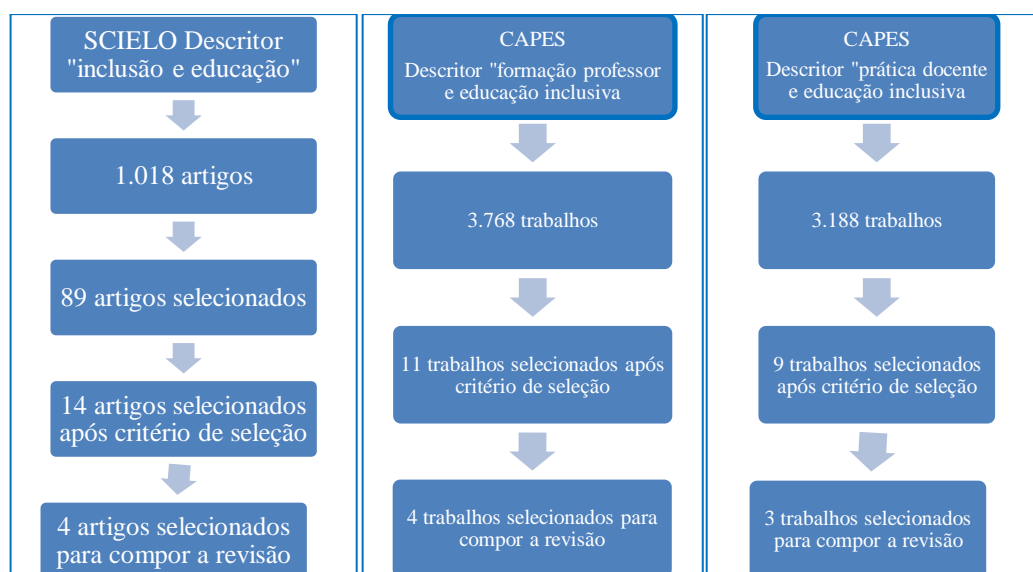 SCIELO Descritor
"inclusão e educação"
1.018 artigos
89 artigos selecionados
14 artigos selecionados
após critério de seleção
4 artigos selecionados
para compor a revisão
CAPES
Descritor "formação professor
e educação inclusiva
3.768 trabalhos
11 trabalhos selecionados após
critério de seleção
4 trabalhos selecionados para
compor a revisão
CAPES
Descritor "prática docente
e educação inclusiva
3.188 trabalhos
9 trabalhos selecionados
após critério de seleção
3 trabalhos selecionados
para compor a revisão